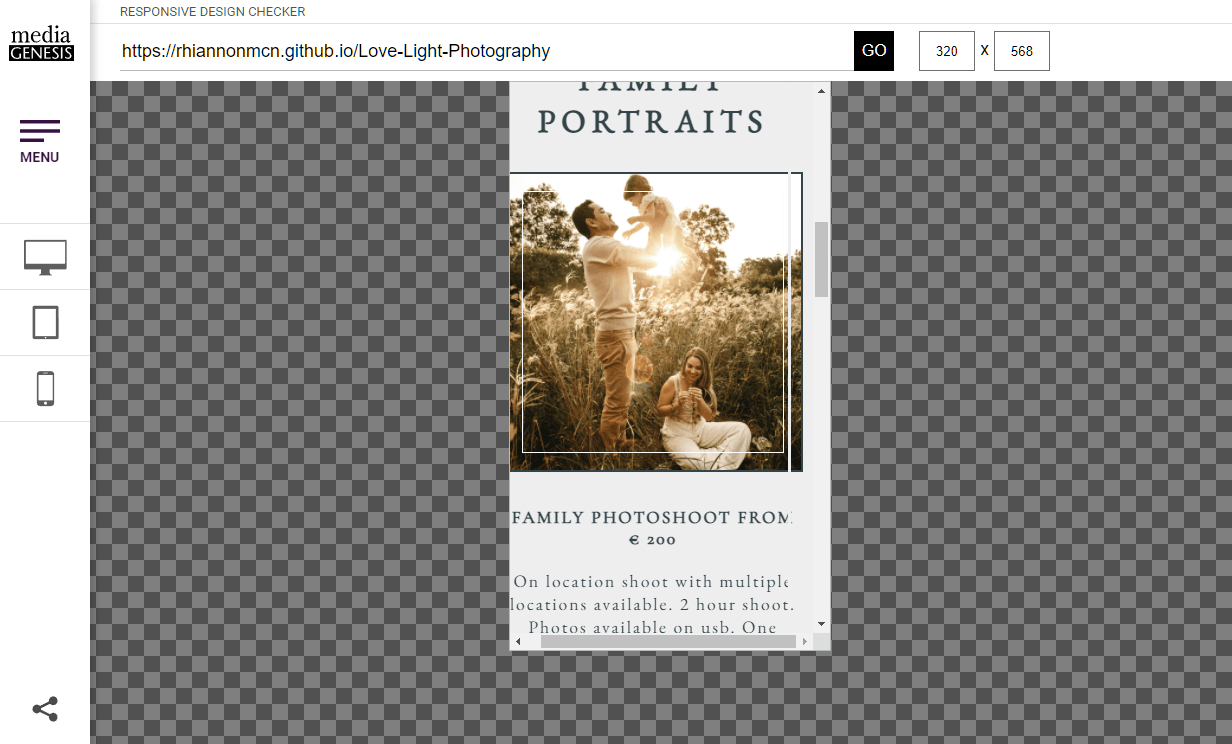 RESPONSIVE DESIGN CHECKER
media
GENESIS
https://rhiannonmcn.github.io/Love-Light-Photography
GO
320 X 568
MENU
FAMILY
PORTRAITS
FAMILY PHOTOSHOOT FROM
€ 200
On location shoot with multiple
locations available. 2 hour shoot.
Photos available on usb. One